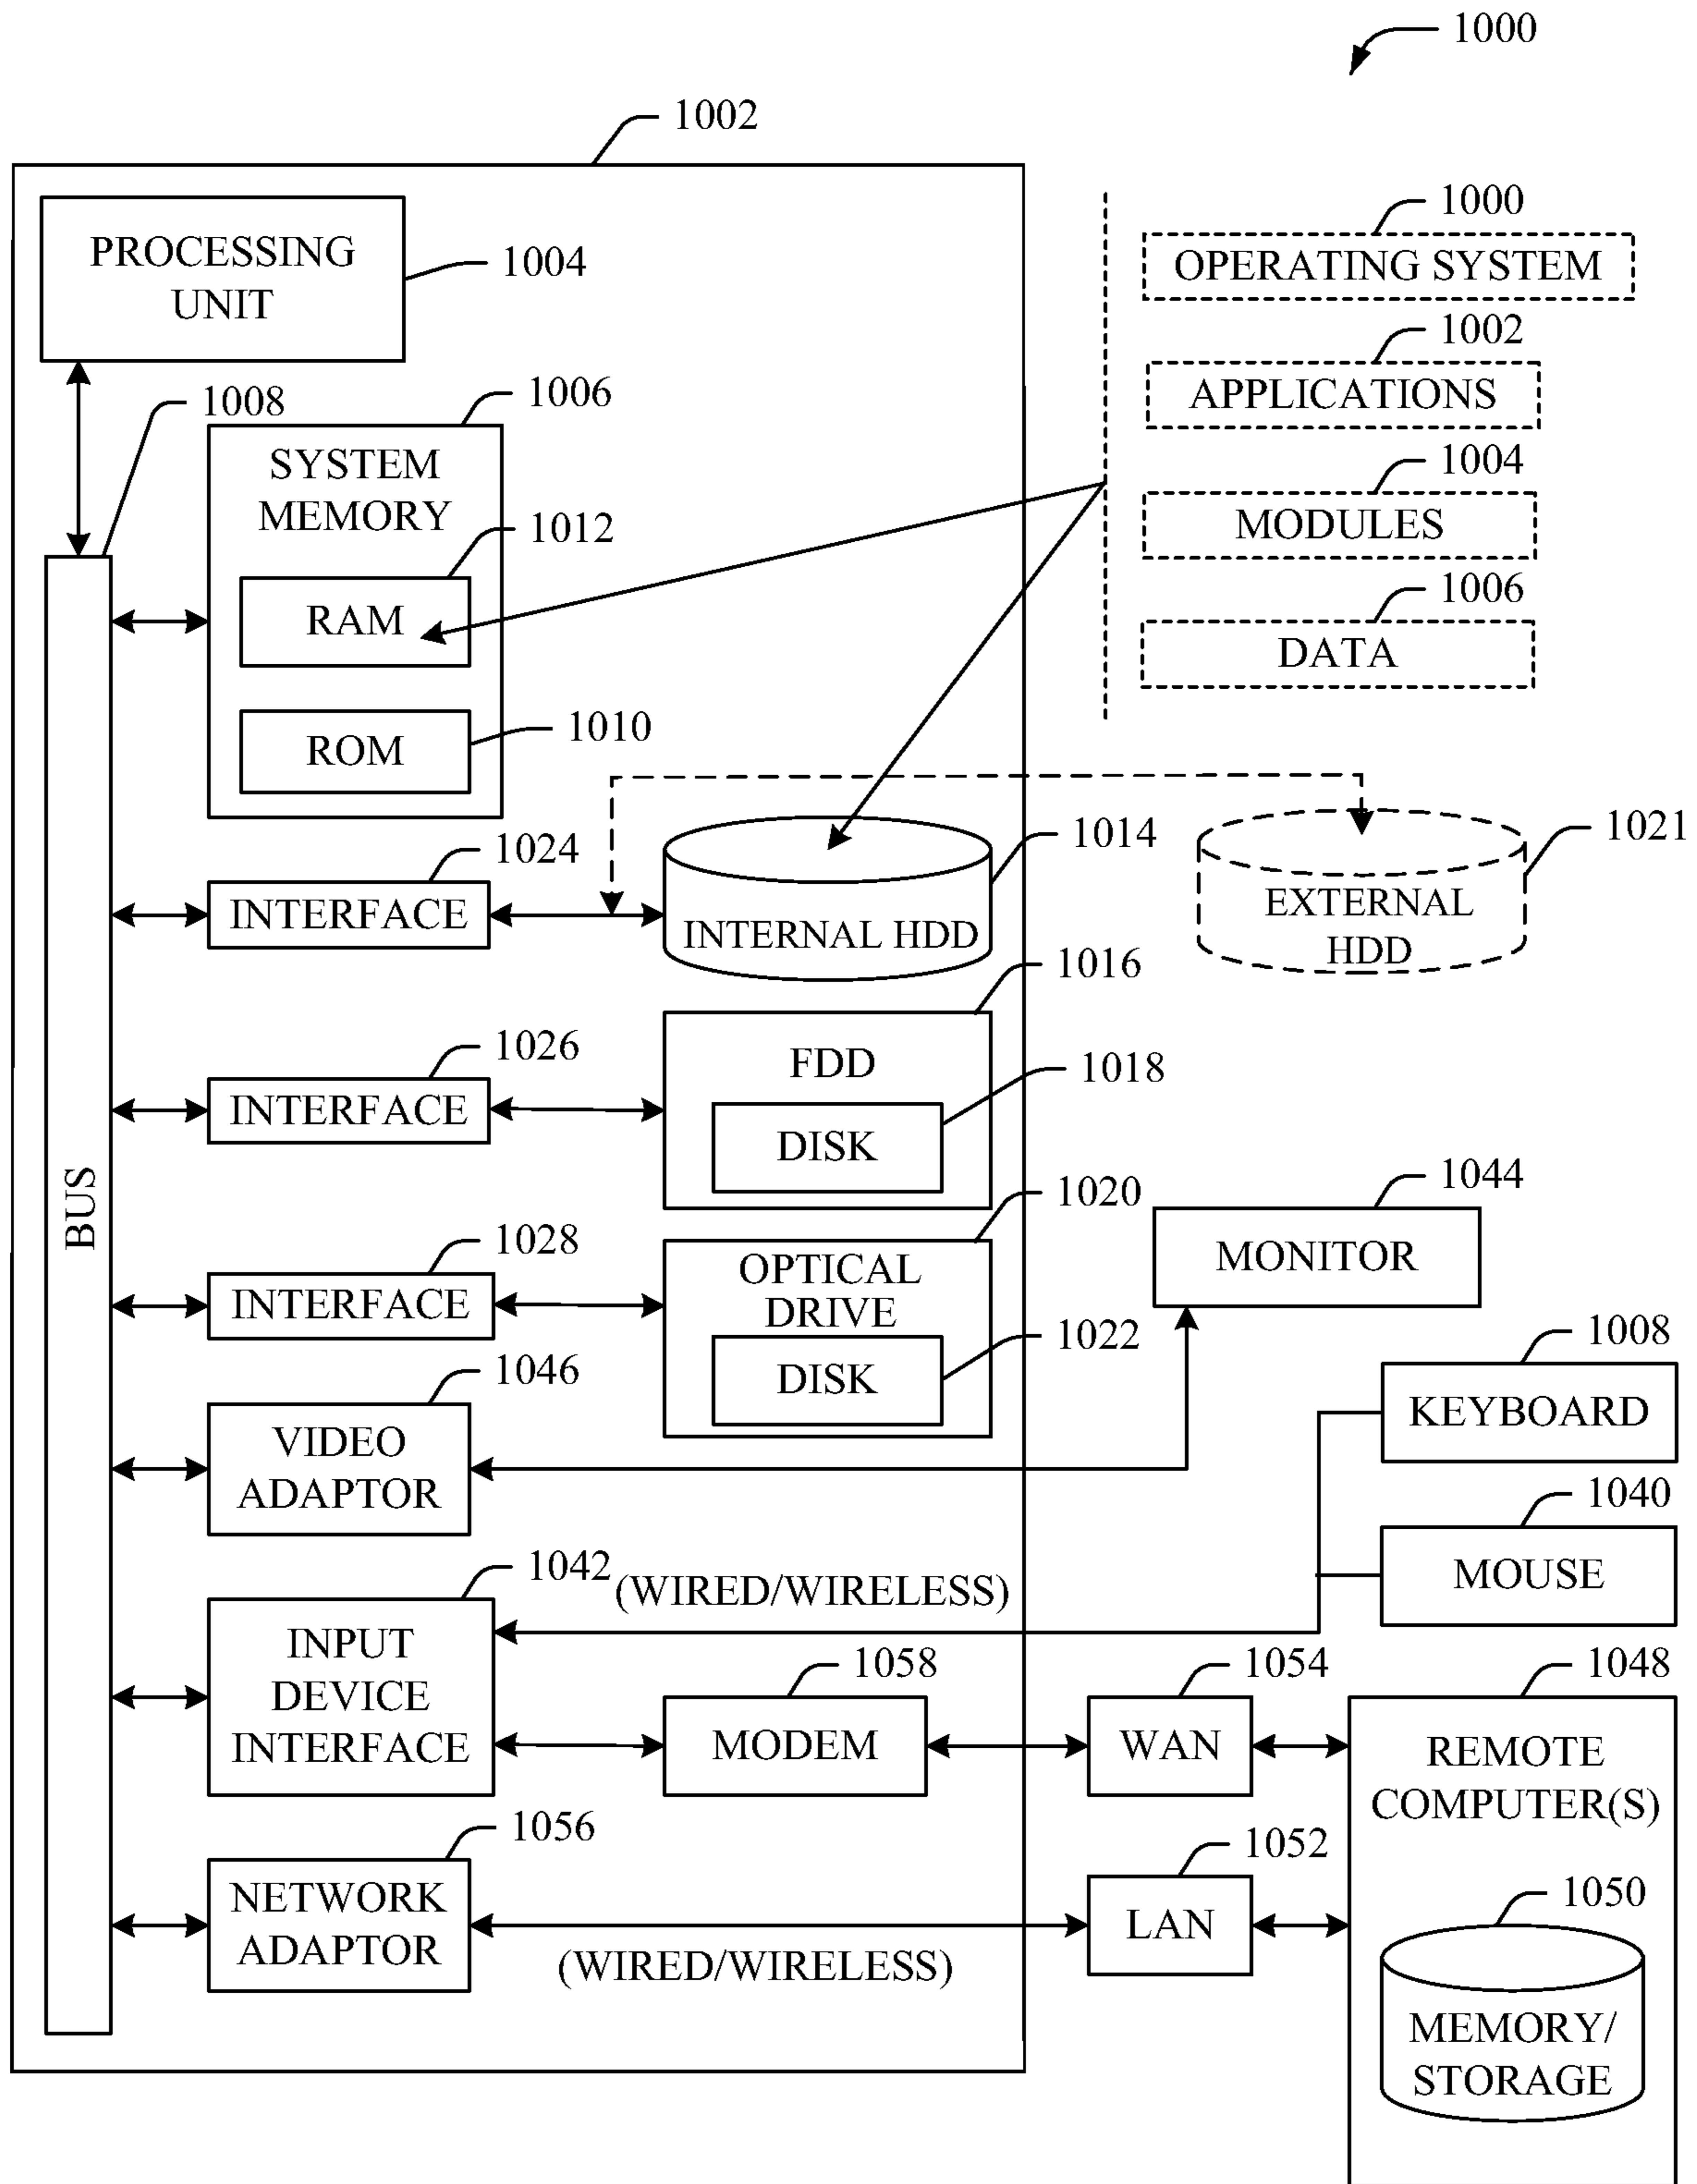 1000
1002
PROCESSING
UNIT
1004
1000
OPERATING SYSTEM
1002
APPLICATIONS
1004
MODULES
1006
DATA
1008
1006
SYSTEM
MEMORY
1012
RAM
1010
ROM
BUS
1024
INTERFACE
1014
INTERNAL HDD
1021
EXTERNAL
HDD
1026
INTERFACE
1016
FDD
1018
DISK
1028
INTERFACE
1020
OPTICAL
DRIVE
1022
DISK
1044
MONITOR
1046
VIDEO
ADAPTOR
1008
KEYBOARD
1040
MOUSE
1042
(WIRED/WIRELESS)
INPUT
DEVICE
INTERFACE
1058
MODEM
1054
WAN
1048
REMOTE
COMPUTER(S)
1056
NETWORK
ADAPTOR
(WIRED/WIRELESS)
1052
LAN
1050
MEMORY/
STORAGE